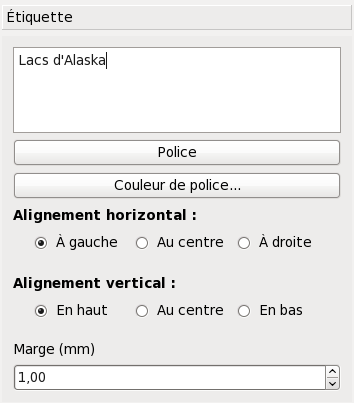 Étiquette
Lacs d'Alaska
Police
Couleur de police...
Alignement horizontal :
À gauche Au centre À droite
Alignement vertical :
En haut Au centre En bas
Marge (mm)
1,00